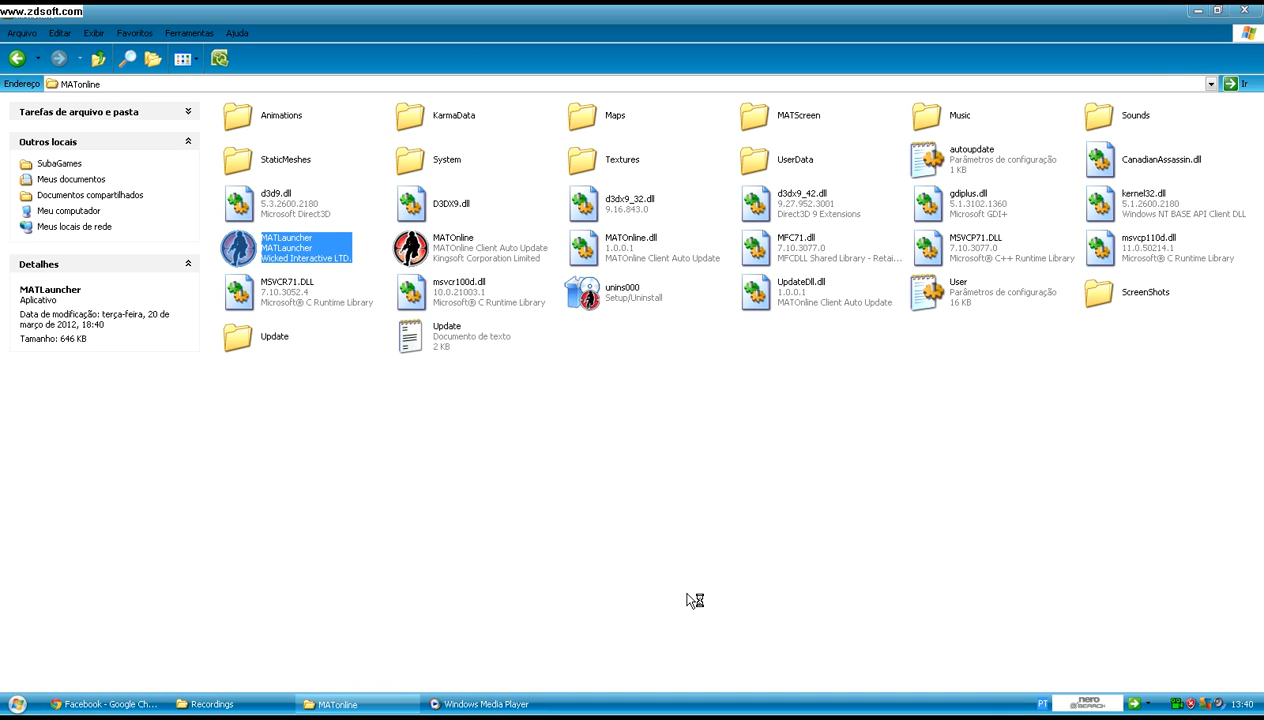 www.zdsoft.com
Arquivo Editar Exibir Favoritos Ferramentas Ajuda
Endereço MATonline Ir
Tarefas de arquivo e pasta
Outros locais
SubaGames
Meus documentos
Documentos compartilhados
Meu computador
Meus locais de rede
Detalhes
MATLauncher
Aplicativo
Data de modificação: terça-feira, 20 de
março de 2012, 18:40
Tamanho: 646 KB
Animations
KarmaData
Maps
MATScreen
Music
Sounds
StaticMeshes
System
Textures
UserData
autoupdate
Parâmetros de configuração
1 KB
CanadianAssassin.dll
d3d9.dll
5.3.2600.2180
Microsoft Direct3D
D3DX9.dll
d3dx9_32.dll
9.16.843.0
d3dx9_42.dll
9.27.952.3001
Direct3D 9 Extensions
gdiplus.dll
5.1.3102.1360
Microsoft GDI+
kernel32.dll
5.1.2600.2180
Windows NT BASE API Client DLL
MATLauncher
MATLauncher
Wicked Interactive LTD.
MATOnline
MATOnline Client Auto Update
Kingsoft Corporation Limited
MATOnline.dll
1.0.0.1
MATOnline Client Auto Update
MFC71.dll
7.10.3077.0
MFCDLL Shared Library - Retai...
MSVCP71.DLL
7.10.3077.0
Microsoft® C++ Runtime Library
msvcp110d.dll
11.0.50214.1
Microsoft® C Runtime Library
MSVCR71.DLL
7.10.3052.4
Microsoft® C Runtime Library
msvcr100d.dll
10.0.21003.1
Microsoft® C Runtime Library
unins000
Setup/Uninstall
UpdateDll.dll
1.0.0.1
MATOnline Client Auto Update
User
Parâmetros de configuração
16 KB
ScreenShots
Update
Update
Documento de texto
2 KB
Facebook - Google Ch... Recordings MATonline Windows Media Player PT nero SEARCH 13:40